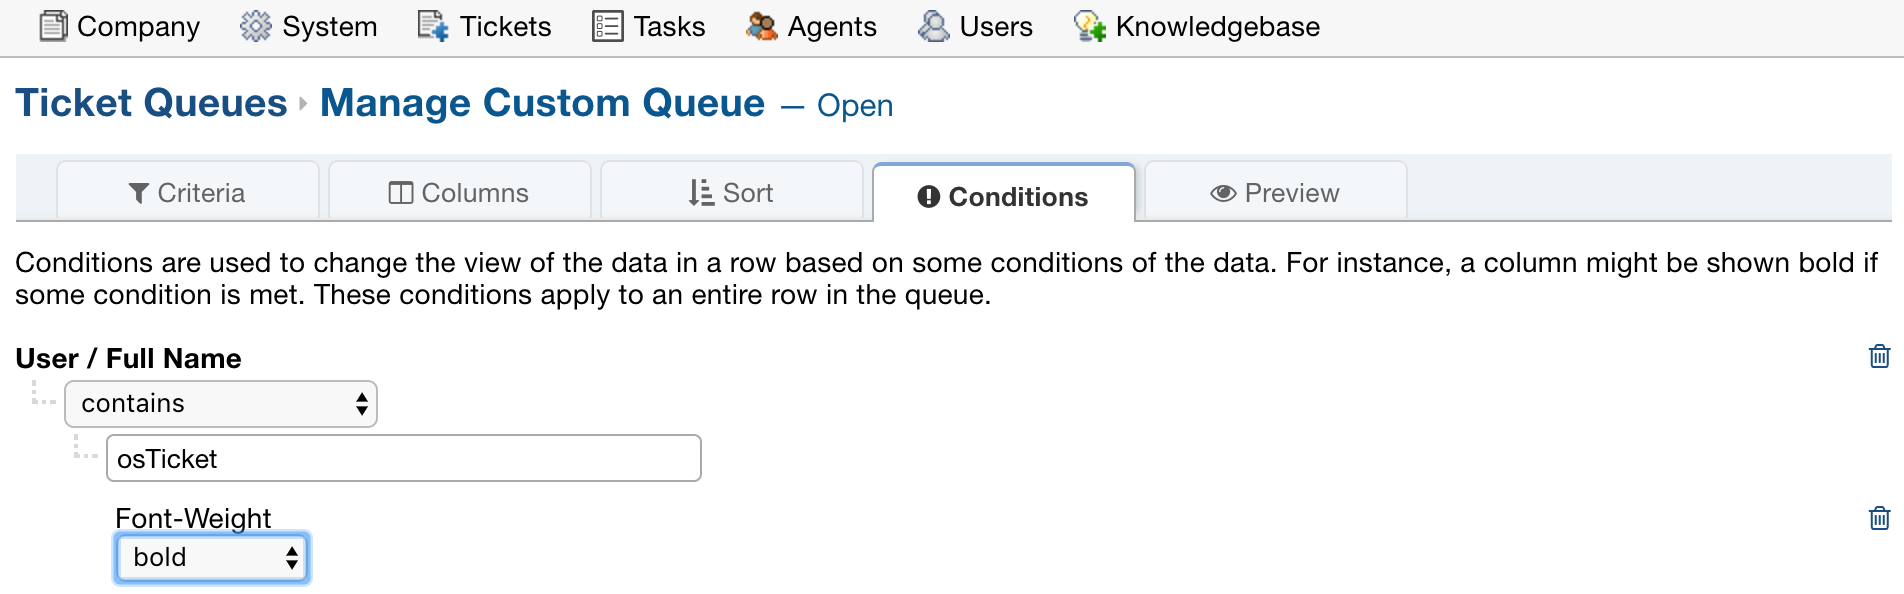 Company System Tickets Tasks Agents Users Knowledgebase
Ticket Queues Manage Custom Queue — Open
Criteria Columns Sort Conditions Preview
Conditions are used to change the view of the data in a row based on some conditions of the data. For instance, a column might be shown bold if
some condition is met. These conditions apply to an entire row in the queue.
User / Full Name
contains
osTicket
Font-Weight
bold